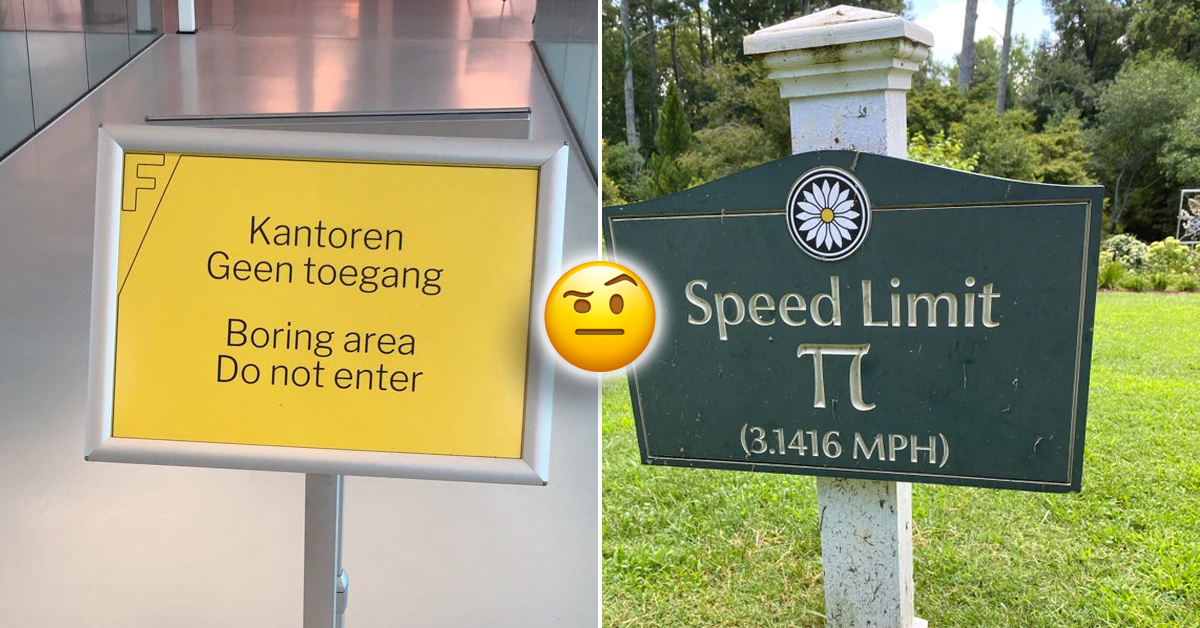 F
Kantoren
Geen toegang
Boring area
Do not enter
Speed Limit
π
(3.1416 MPH)